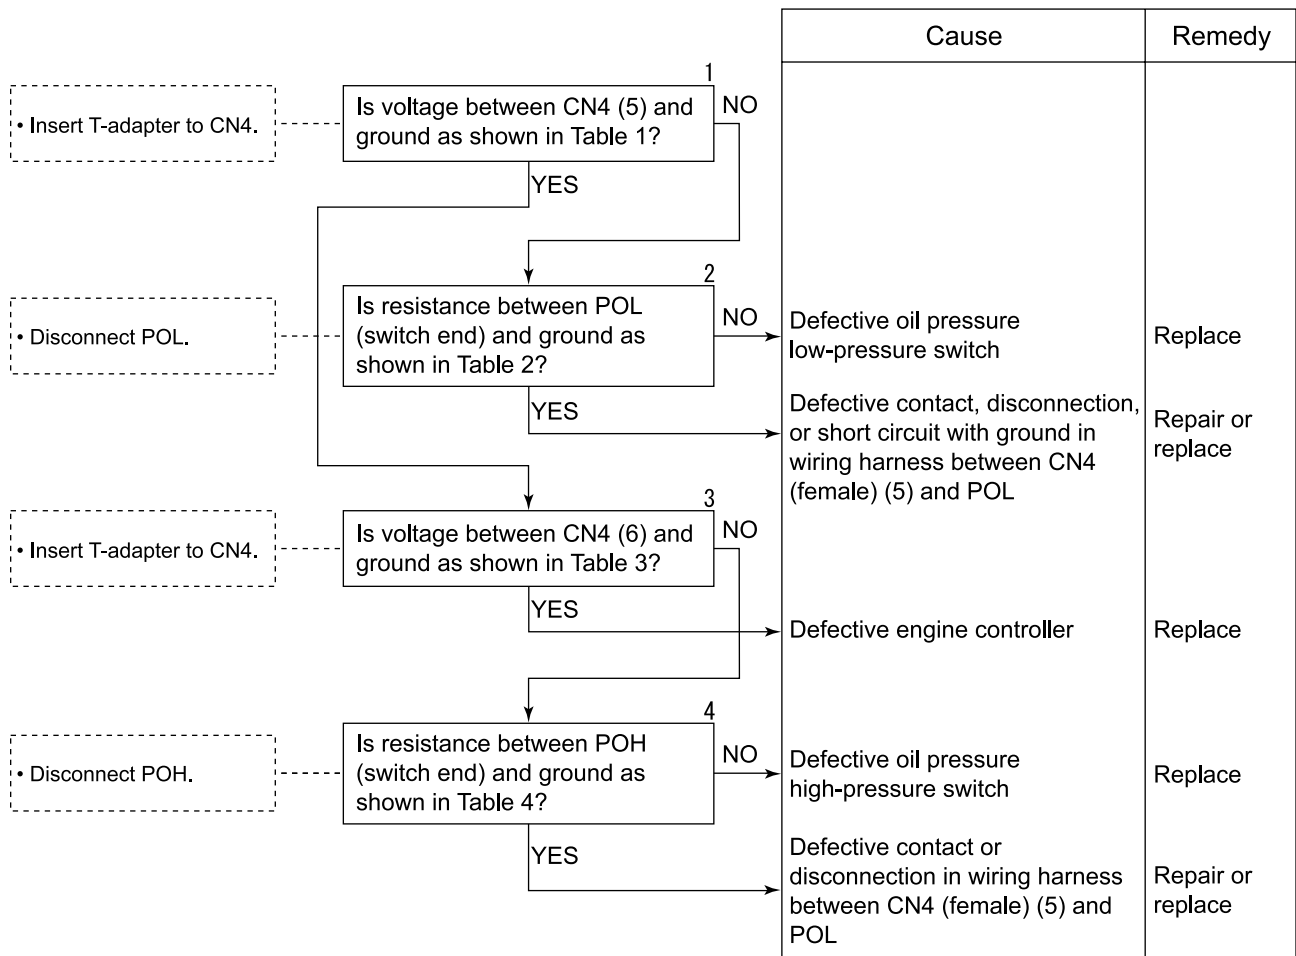 Cause
Remedy
1
• Insert T-adapter to CN4.
Is voltage between CN4 (5) and
ground as shown in Table 1?
NO
YES
2
• Disconnect POL.
Is resistance between POL
(switch end) and ground as
shown in Table 2?
NO
Defective oil pressure
low-pressure switch
Replace
YES
Defective contact, disconnection,
or short circuit with ground in
wiring harness between CN4
(female) (5) and POL
Repair or
replace
3
• Insert T-adapter to CN4.
Is voltage between CN4 (6) and
ground as shown in Table 3?
NO
YES
Defective engine controller
Replace
4
• Disconnect POH.
Is resistance between POH
(switch end) and ground as
shown in Table 4?
NO
Defective oil pressure
high-pressure switch
Replace
YES
Defective contact or
disconnection in wiring harness
between CN4 (female) (5) and
POL
Repair or
replace